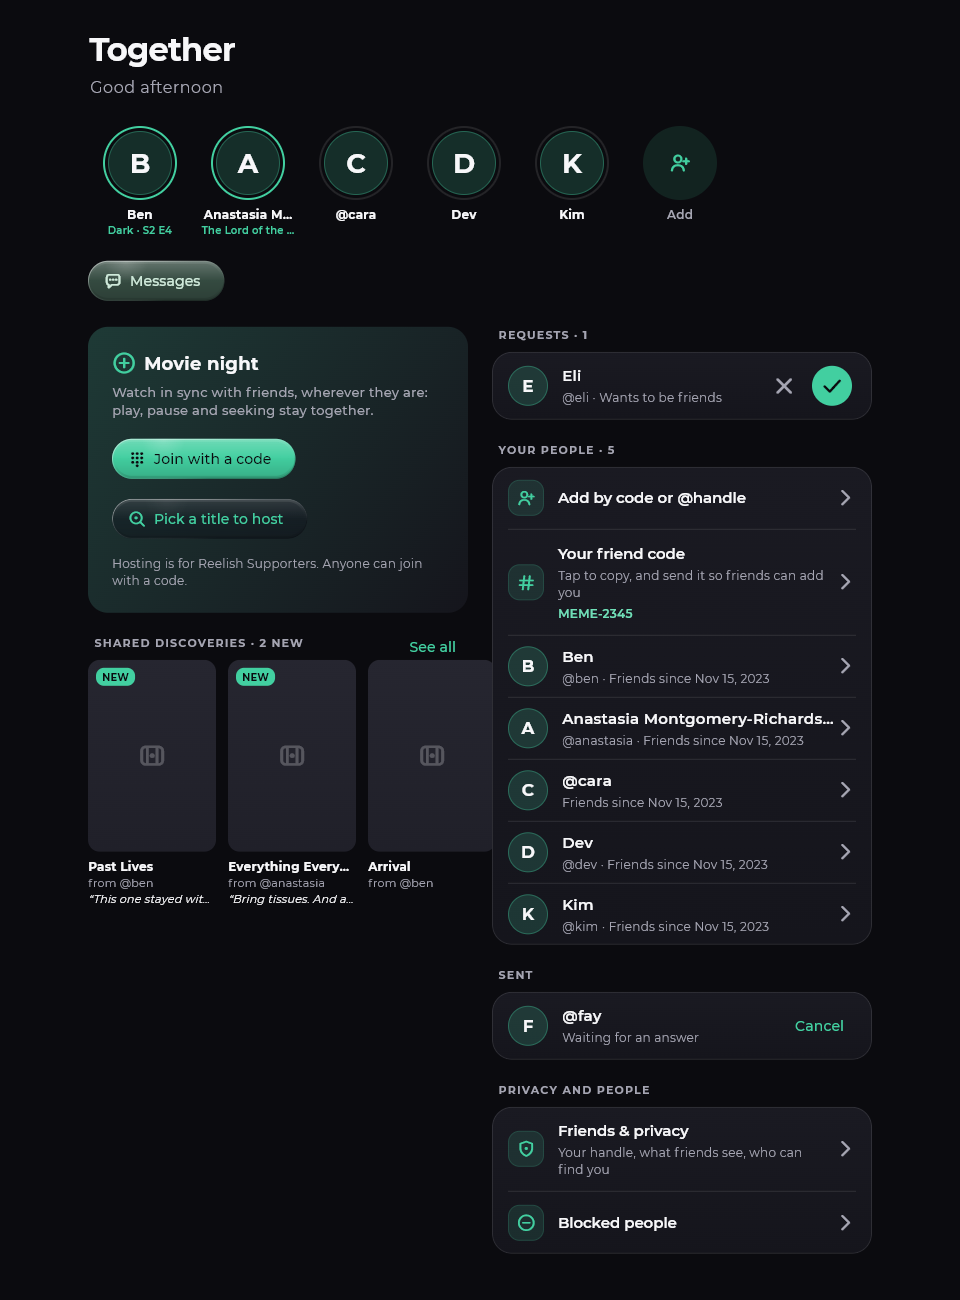 Together
Good afternoon
B
A
C
D
K
Ben
Anastasia M...
@cara
Dev
Kim
Add
Dark · S2 E4
The Lord of the ...
Messages
Movie night
Watch in sync with friends, wherever they are:
play, pause and seeking stay together.
Join with a code
Pick a title to host
Hosting is for Reelish Supporters. Anyone can join
with a code.
SHARED DISCOVERIES · 2 NEW
See all
NEW
NEW
Past Lives
from @ben
“This one stayed wit...
Everything Every...
from @anastasia
“Bring tissues. And a...
Arrival
from @ben
REQUESTS · 1
E
Eli
@eli · Wants to be friends
YOUR PEOPLE · 5
Add by code or @handle
Your friend code
Tap to copy, and send it so friends can add
you
MEME-2345
B
Ben
@ben · Friends since Nov 15, 2023
A
Anastasia Montgomery-Richards...
@anastasia · Friends since Nov 15, 2023
C
@cara
Friends since Nov 15, 2023
D
Dev
@dev · Friends since Nov 15, 2023
K
Kim
@kim · Friends since Nov 15, 2023
SENT
F
@fay
Waiting for an answer
Cancel
PRIVACY AND PEOPLE
Friends & privacy
Your handle, what friends see, who can
find you
Blocked people